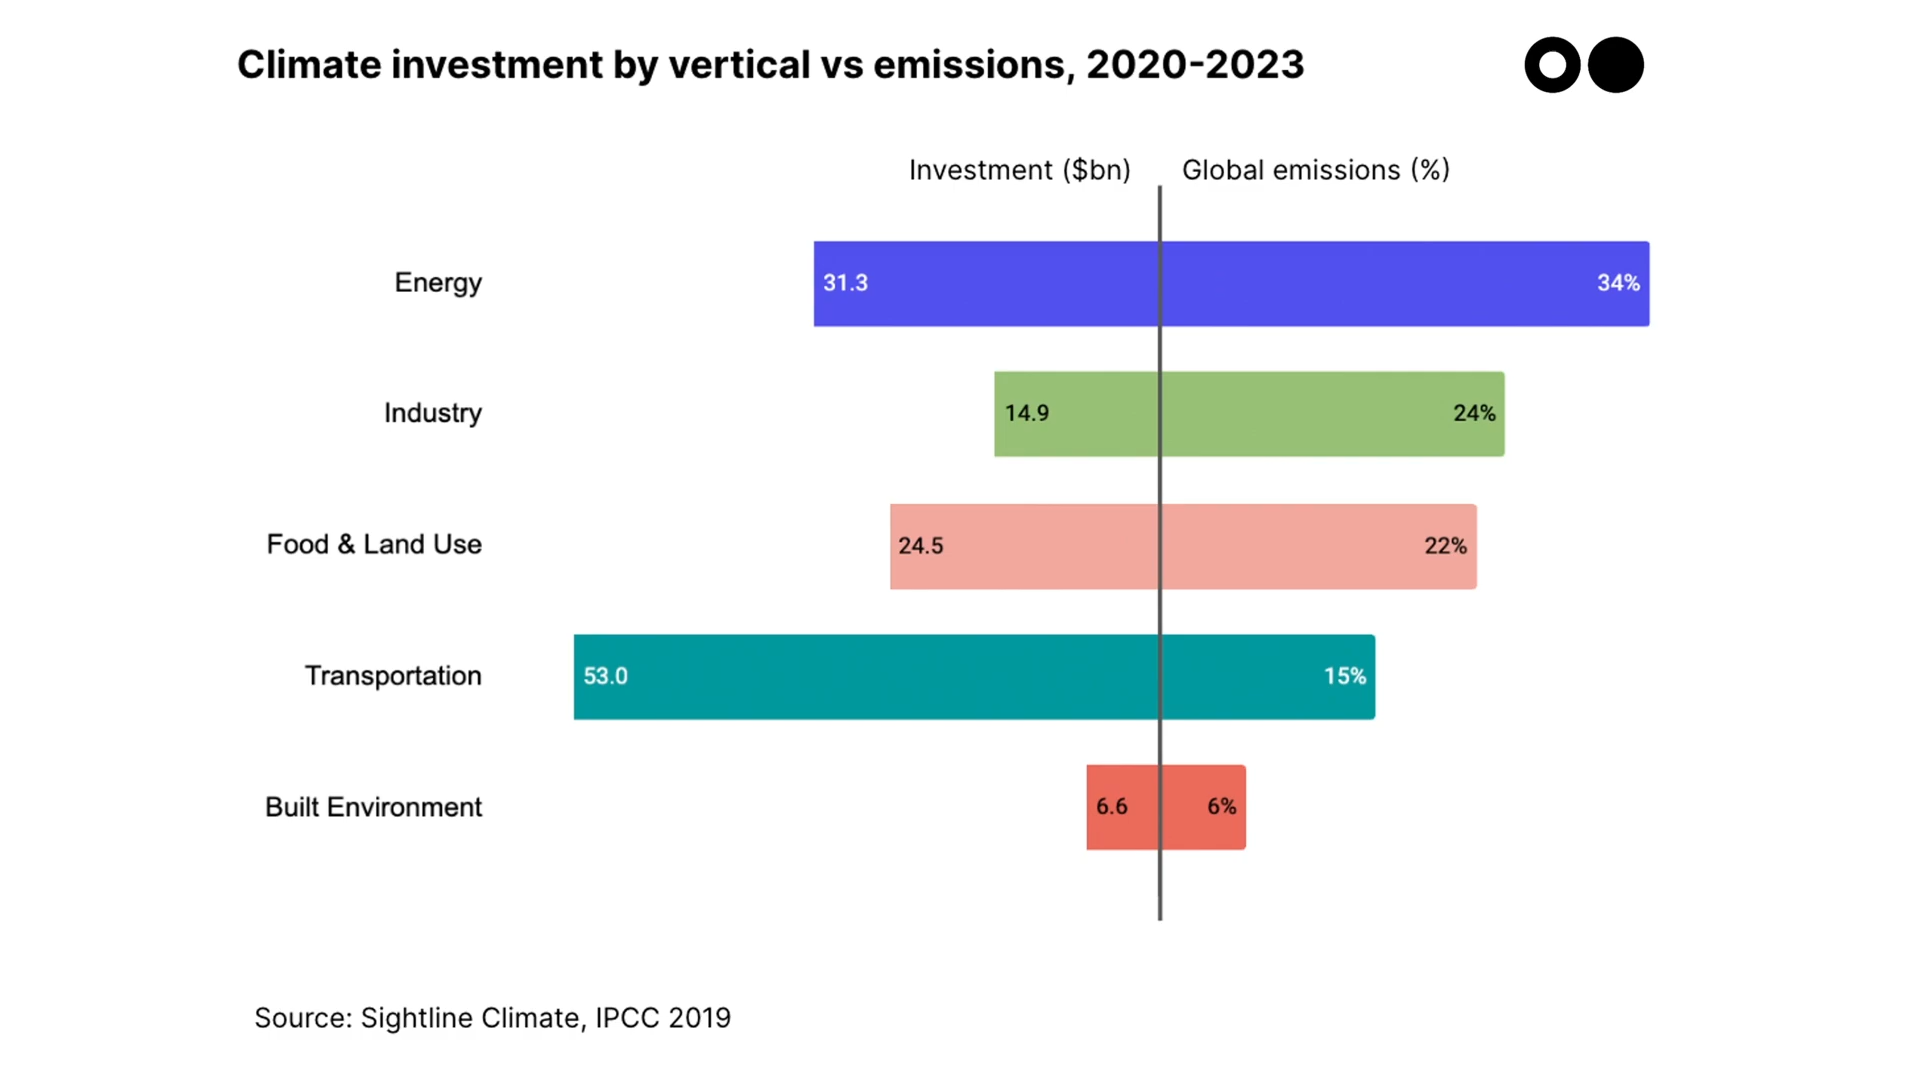 Climate investment by vertical vs emissions, 2020-2023
Investment ($bn) Global emissions (%)
Energy 31.3 34%
Industry 14.9 24%
Food & Land Use 24.5 22%
Transportation 53.0 15%
Built Environment 6.6 6%
Source: Sightline Climate, IPCC 2019